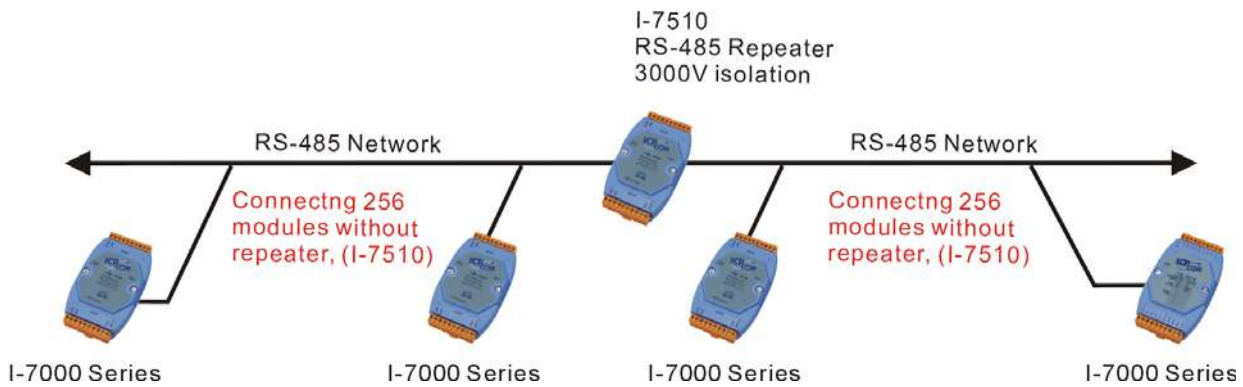 I-7510
RS-485 Repeater
3000V isolation
RS-485 Network
RS-485 Network
Connectng 256
modules without
repeater, (I-7510)
Connectng 256
modules without
repeater, (I-7510)
I-7000 Series
I-7000 Series
I-7000 Series
I-7000 Series